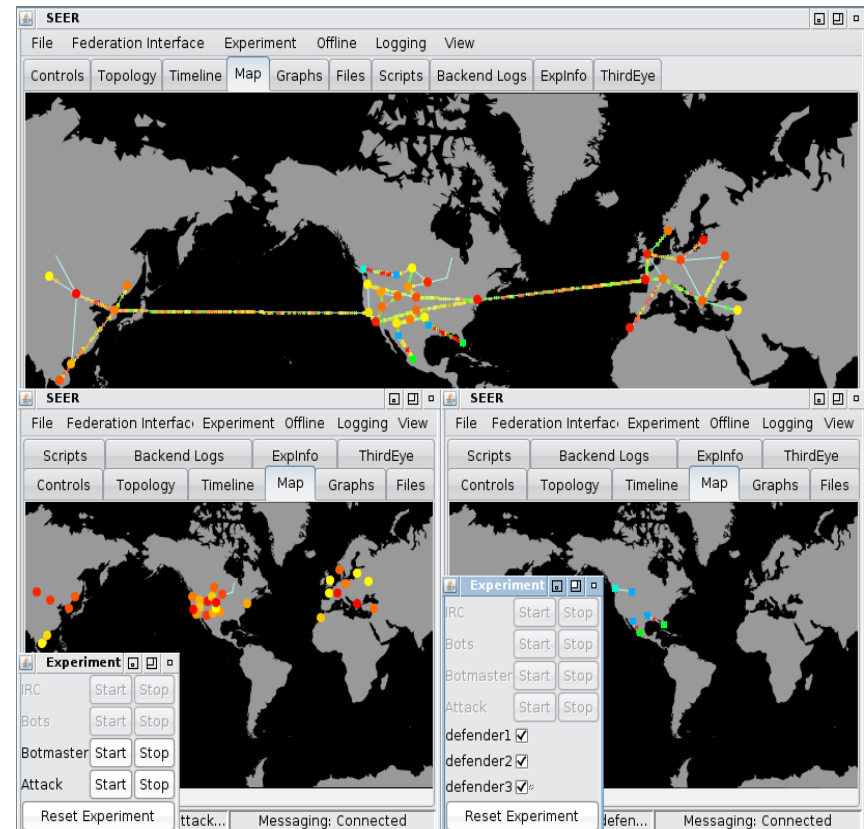 SEER
File Federation Interface Experiment Offline Logging View
Controls Topology Timeline Map Graphs Files Scripts Backend Logs ExpInfo ThirdEye
SEER
File Federation Interfac Experiment Offline Logging View
Scripts Backend Logs ExpInfo ThirdEye
Controls Topology Timeline Map Graphs Files
Experiment
IRC Start Stop
Bots Start Stop
Botmaster Start Stop
Attack Start Stop
Reset Experiment
ttack... Messaging: Connected
SEER
File Federation Interfac Experiment Offline Logging View
Scripts Backend Logs ExpInfo ThirdEye
Controls Topology Timeline Map Graphs Files
Experiment
IRC Start Stop
Bots Start Stop
Botmaster Start Stop
Attack Start Stop
defender1
defender2
defender3
Reset Experiment
defen... Messaging: Connected